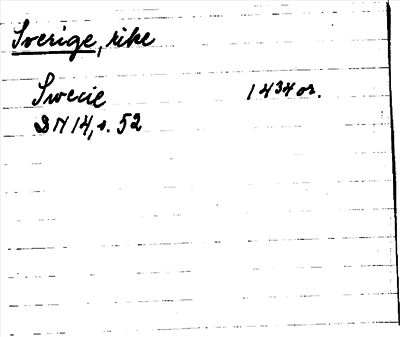 Sverige, rike
Swecie 1434 or.
DN 14, s. 52